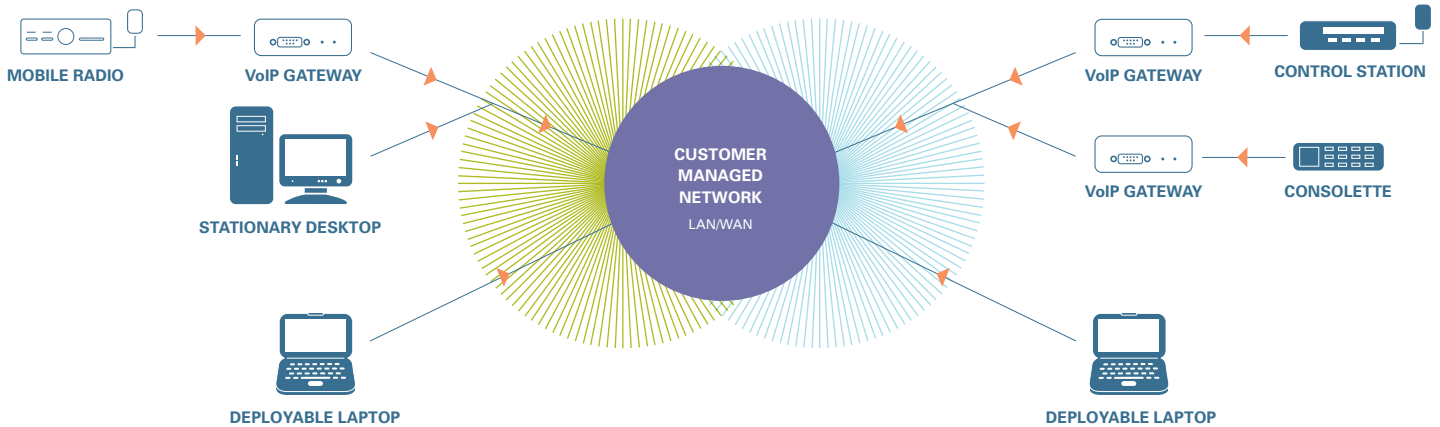 MOBILE RADIO
VoIP GATEWAY
VoIP GATEWAY
CONTROL STATION
CUSTOMER
MANAGED
NETWORK
LAN/WAN
VoIP GATEWAY
CONSOLETTE
STATIONARY DESKTOP
DEPLOYABLE LAPTOP
DEPLOYABLE LAPTOP